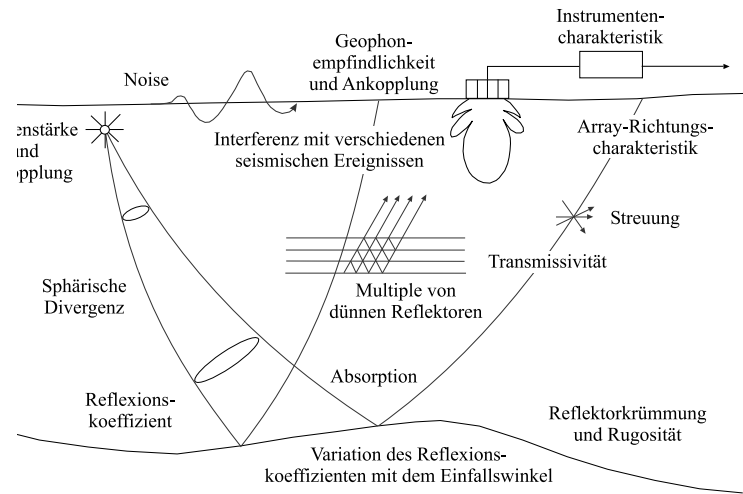 Instrumenten-
charakteristik
Geophon-
empfindlichkeit
und Ankopplung
Noise
Interferenz mit verschiedenen
seismischen Ereignissen
Array-Richtungs-
charakteristik
enstärke
und
opplung
Streuung
Transmissivität
Sphärische
Divergenz
Multiple von
dünnen Reflektoren
Absorption
Reflexions-
koeffizient
Reflektorkrümmung
und Rugosität
Variation des Reflexions-
koeffizienten mit dem Einfallswinkel